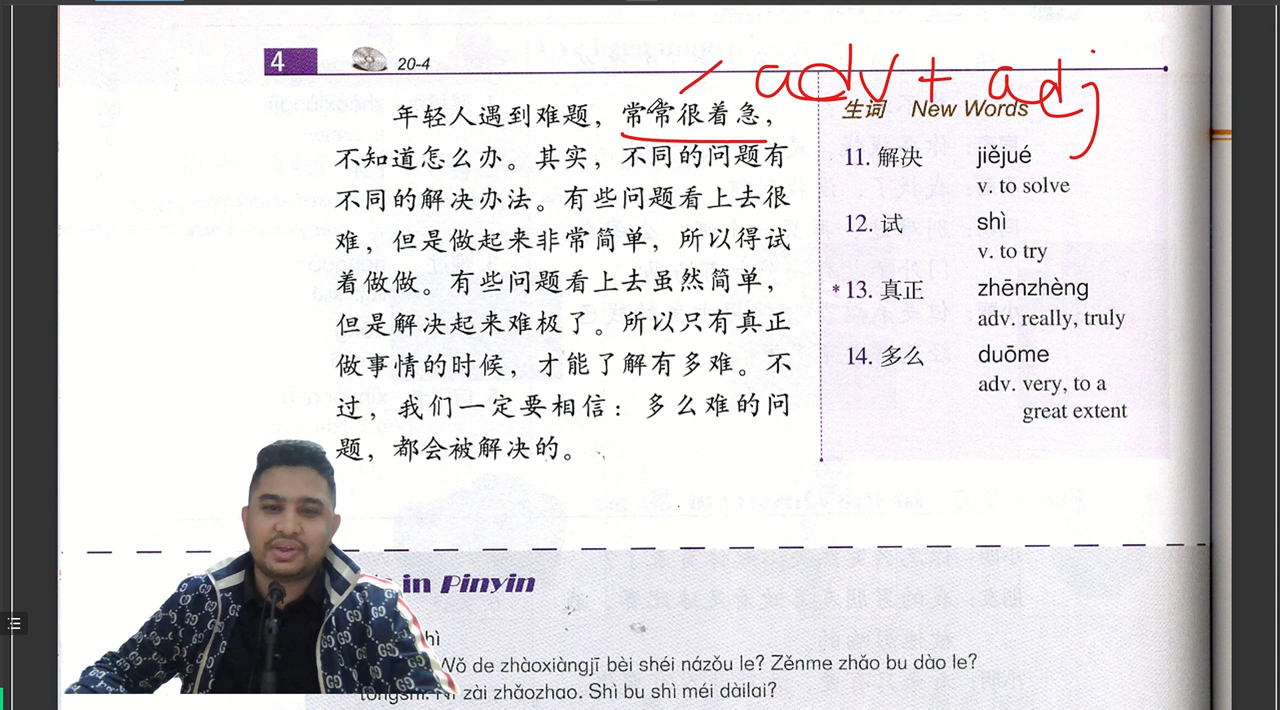 4
20-4
adv + adj
年轻人遇到难题，常常很着急，
不知道怎么办。其实，不同的问题有
不同的解决办法。有些问题看上去很
难，但是做起来非常简单，所以得试
着做做。有些问题看上去虽然简单，
但是解决起来难极了。所以只有真正
做事情的时候，才能了解有多难。不
过，我们一定要相信：多么难的问
题，都会被解决的。
生词 New Words
11. 解决 jiějué
v. to solve
12. 试 shì
v. to try
*13. 真正 zhēnzhèng
adv. really, truly
14. 多么 duōme
adv. very, to a
great extent
in Pinyin
Wǒ de zhàoxiàngjī bèi shéi názǒu le? Zěnme zhǎo bu dào le?
zài zhǎozhao. Shì bu shì méi dàilai?